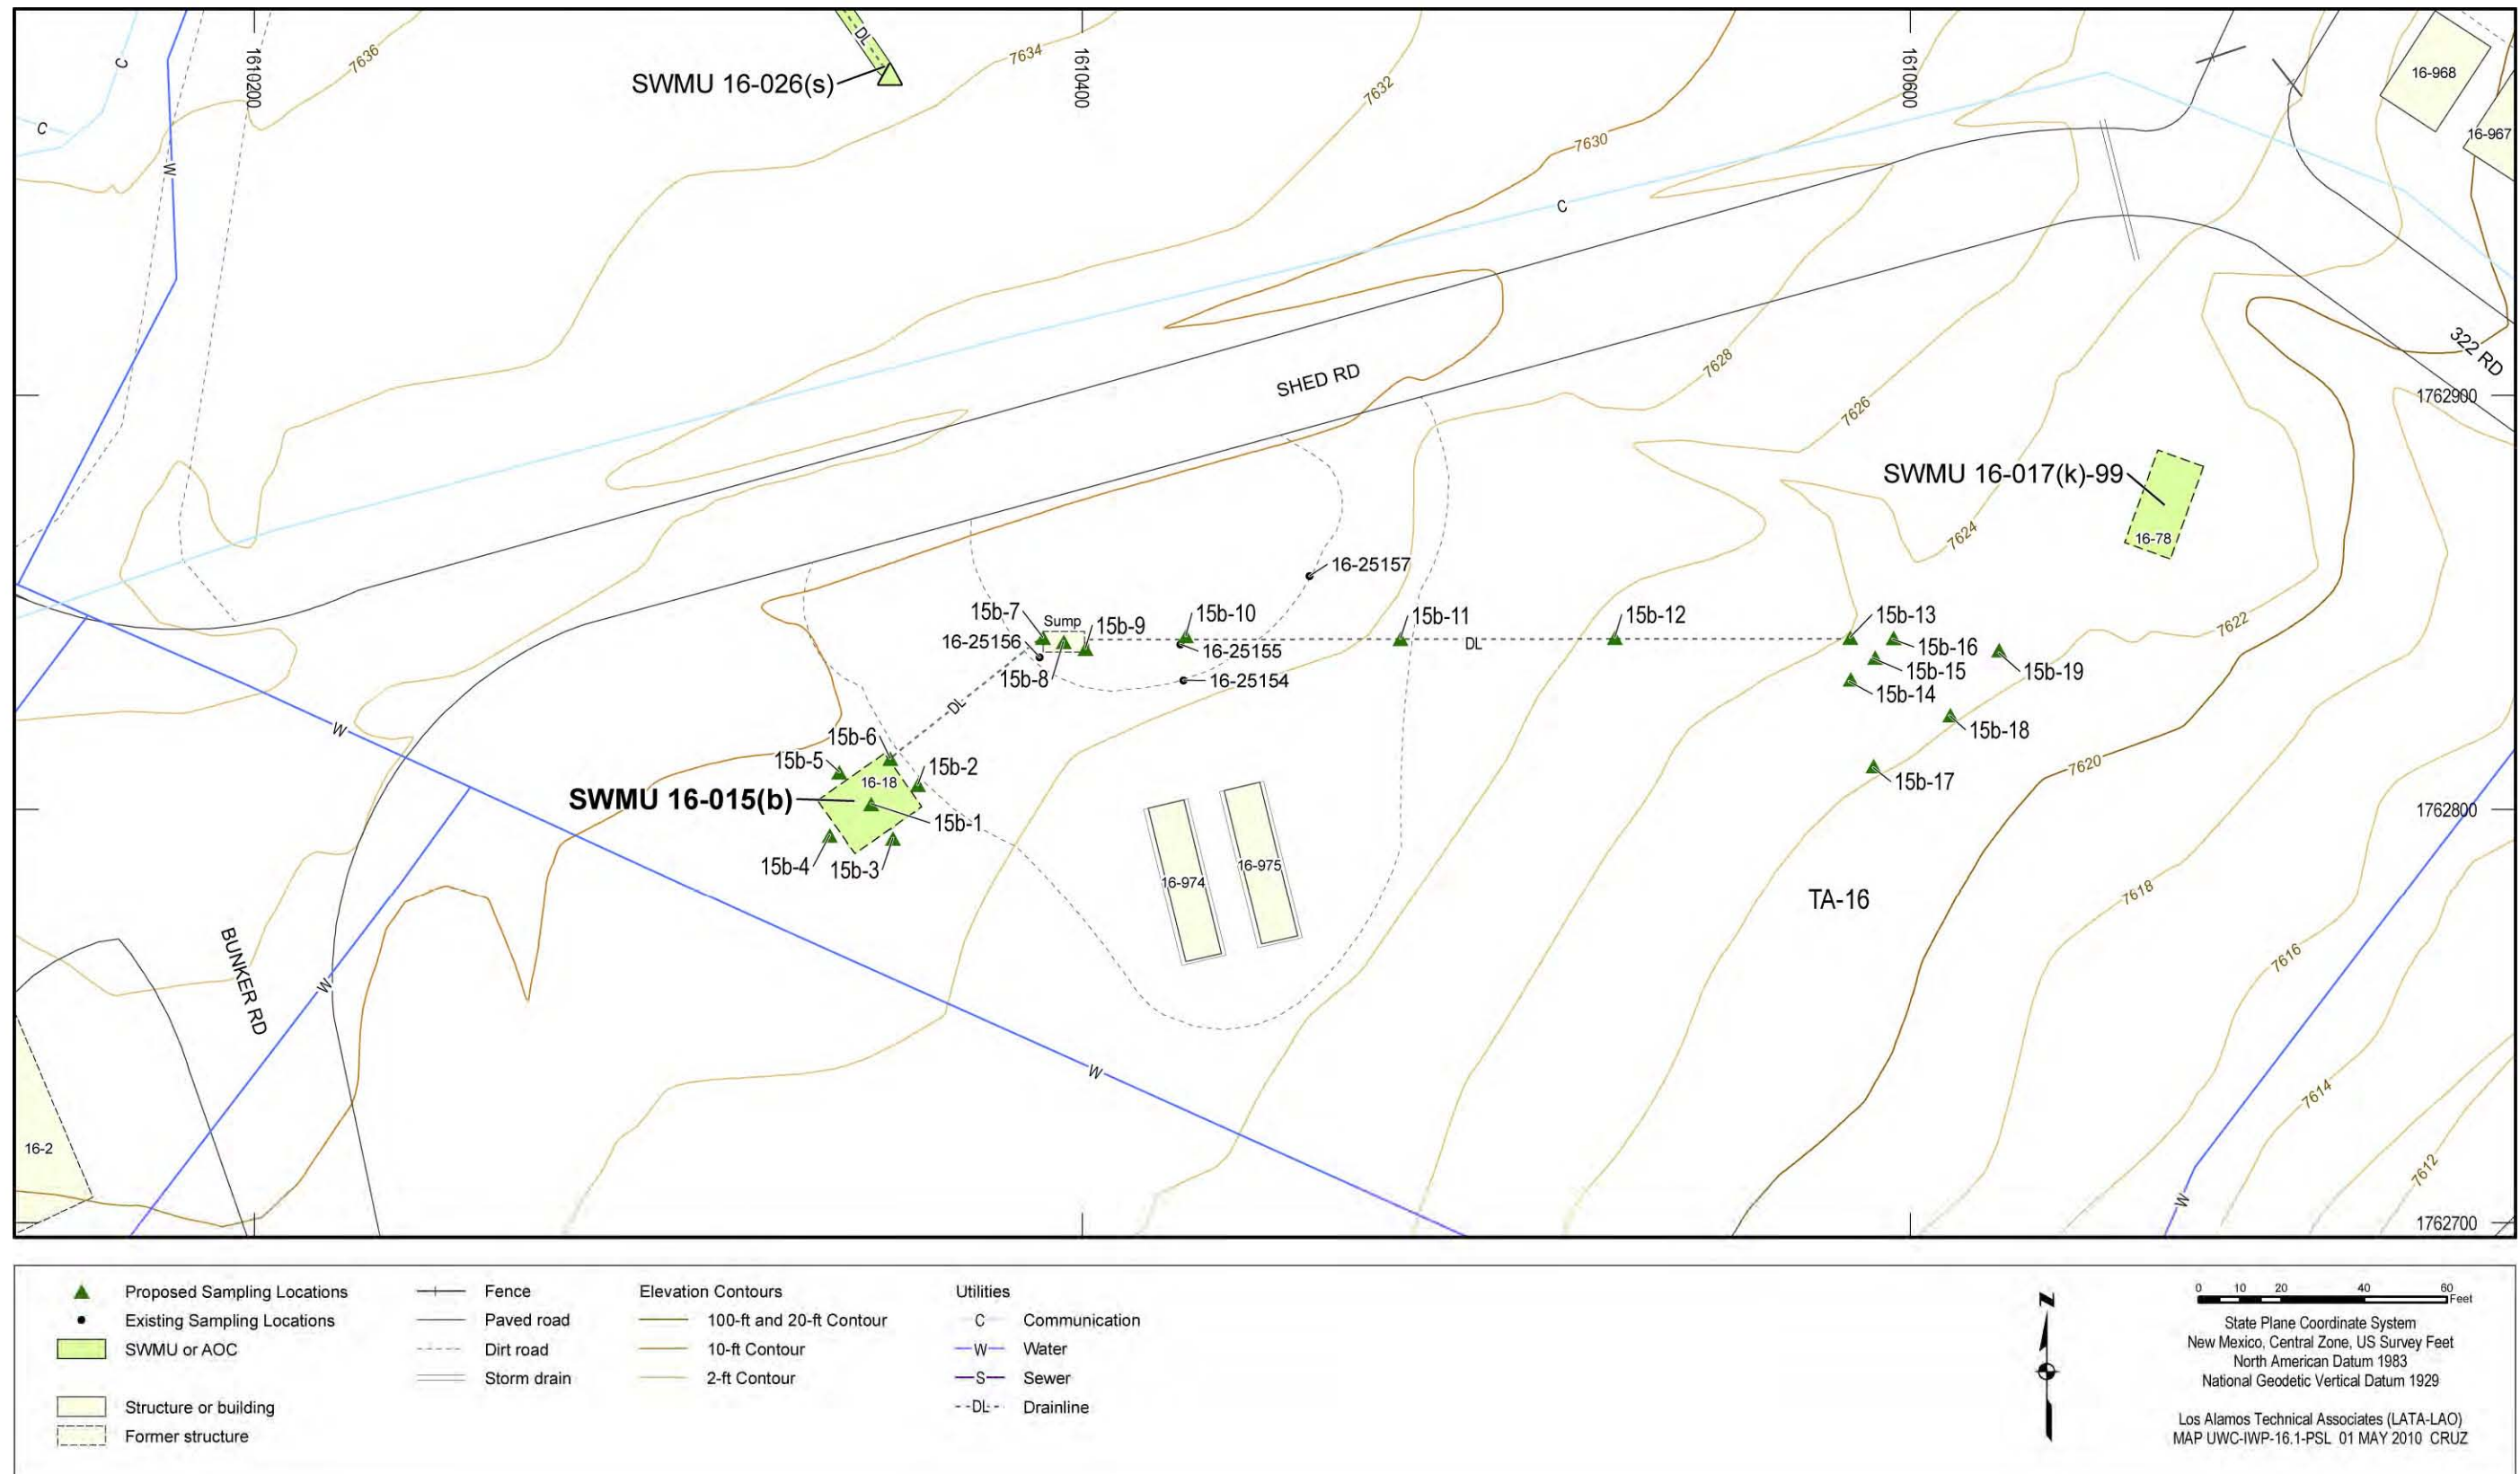 DL
SWMU 16-026(s)
1610200
1610400
1610600
C
C
C
W
7636
7634
7632
7630
16-968
16-967
322 RD
SHED RD
7628
7626
1762900
SWMU 16-017(k)-99
16-78
7624
16-25157
15b-7
Sump
15b-9
15b-10
15b-11
15b-12
15b-13
16-25156
16-25155
DL
15b-16
7622
15b-8
16-25154
15b-15
15b-19
15b-14
DL
W
15b-6
15b-18
15b-5
15b-2
7620
16-18
15b-17
SWMU 16-015(b)
1762800
15b-1
15b-4
15b-3
16-974
16-975
TA-16
7618
BUNKER RD
W
7616
W
7614
16-2
7612
W
1762700
Proposed Sampling Locations
Existing Sampling Locations
SWMU or AOC
Structure or building
Former structure
Fence
Paved road
Dirt road
Storm drain
Elevation Contours
100-ft and 20-ft Contour
10-ft Contour
2-ft Contour
Utilities
C Communication
W Water
S Sewer
DL Drainline
N
0 10 20 40 60
Feet
State Plane Coordinate System
New Mexico, Central Zone, US Survey Feet
North American Datum 1983
National Geodetic Vertical Datum 1929
Los Alamos Technical Associates (LATA-LAO)
MAP UWC-IWP-16.1-PSL 01 MAY 2010 CRUZ